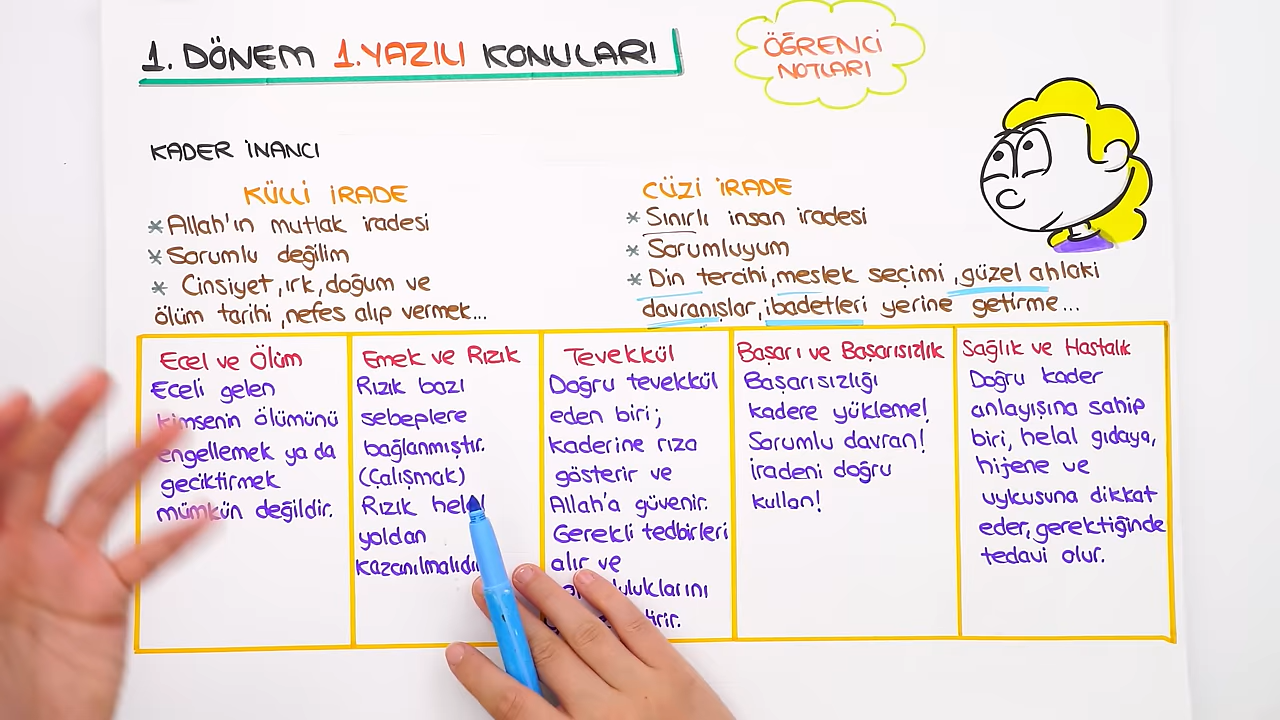 1. DÖNEM 1. YAZILI KONULARI
ÖĞRENCİ
NOTLARI
KADER İNANCI
KÜLLİ İRADE
* Allah'ın mutlak iradesi
* Sorumlu değilim
* Cinsiyet, ırk, doğum ve
ölüm tarihi, nefes alıp vermek...
CÜZİ İRADE
* Sınırlı insan iradesi
* Sorumluyum
* Din tercihi, meslek seçimi, güzel ahlaki
davranışlar, ibadetleri yerine getirme...
Ecel ve Ölüm
Eceli gelen
kimsenin ölümünü
engellemek ya da
geciktirmek
mümkün değildir.
Emek ve Rızık
Rızık bazı
sebeplere
bağlanmıştır.
(Çalışmak)
Rızık helal
yoldan
kazanılmalıdır
Tevekkül
Doğru tevekkül
eden biri;
kaderine rıza
gösterir ve
Allah'a güvenir.
Gerekli tedbirleri
alır ve
Başarı ve Başarısızlık
Başarısızlığı
kadere yükleme!
Sorumlu davran!
İradeni doğru
kullan!
Sağlık ve Hastalık
Doğru kader
anlayışına sahip
biri, helal gıdaya,
hijene ve
uykusuna dikkat
eder, gerektiğinde
tedavi olur.